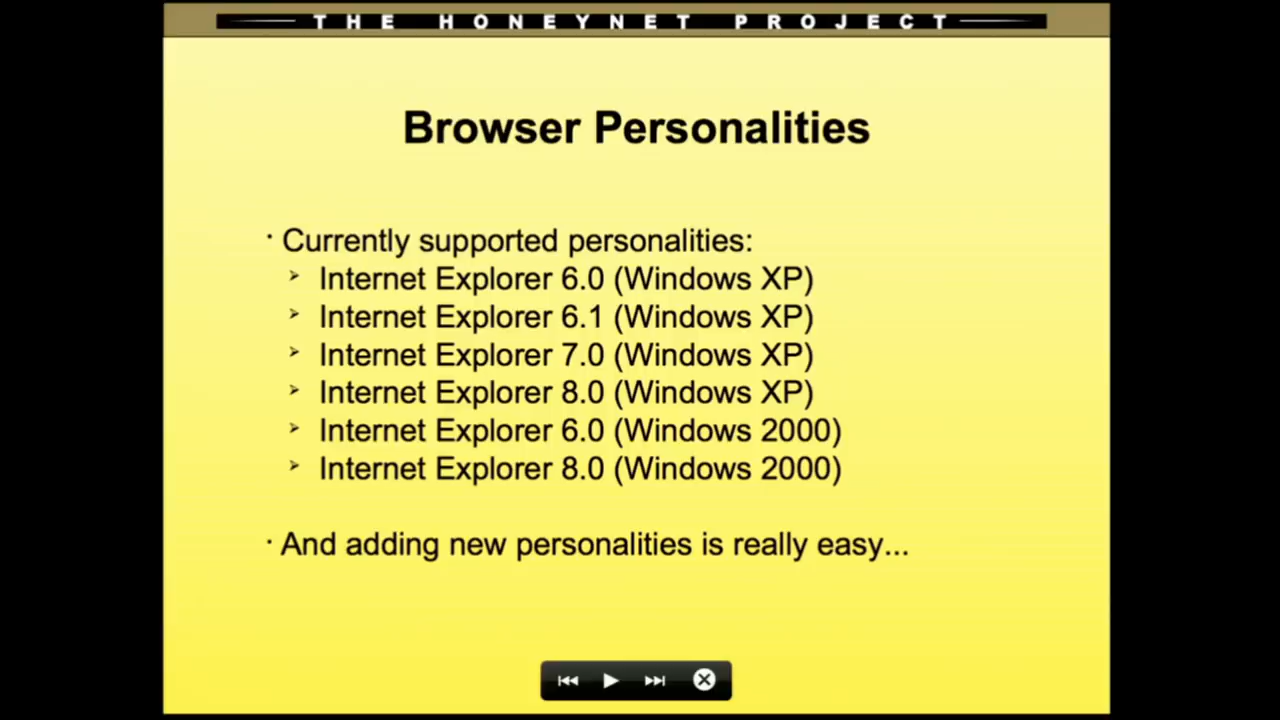 THE HONEYNET PROJECT
Browser Personalities
· Currently supported personalities:
➢ Internet Explorer 6.0 (Windows XP)
➢ Internet Explorer 6.1 (Windows XP)
➢ Internet Explorer 7.0 (Windows XP)
➢ Internet Explorer 8.0 (Windows XP)
➢ Internet Explorer 6.0 (Windows 2000)
➢ Internet Explorer 8.0 (Windows 2000)
· And adding new personalities is really easy...